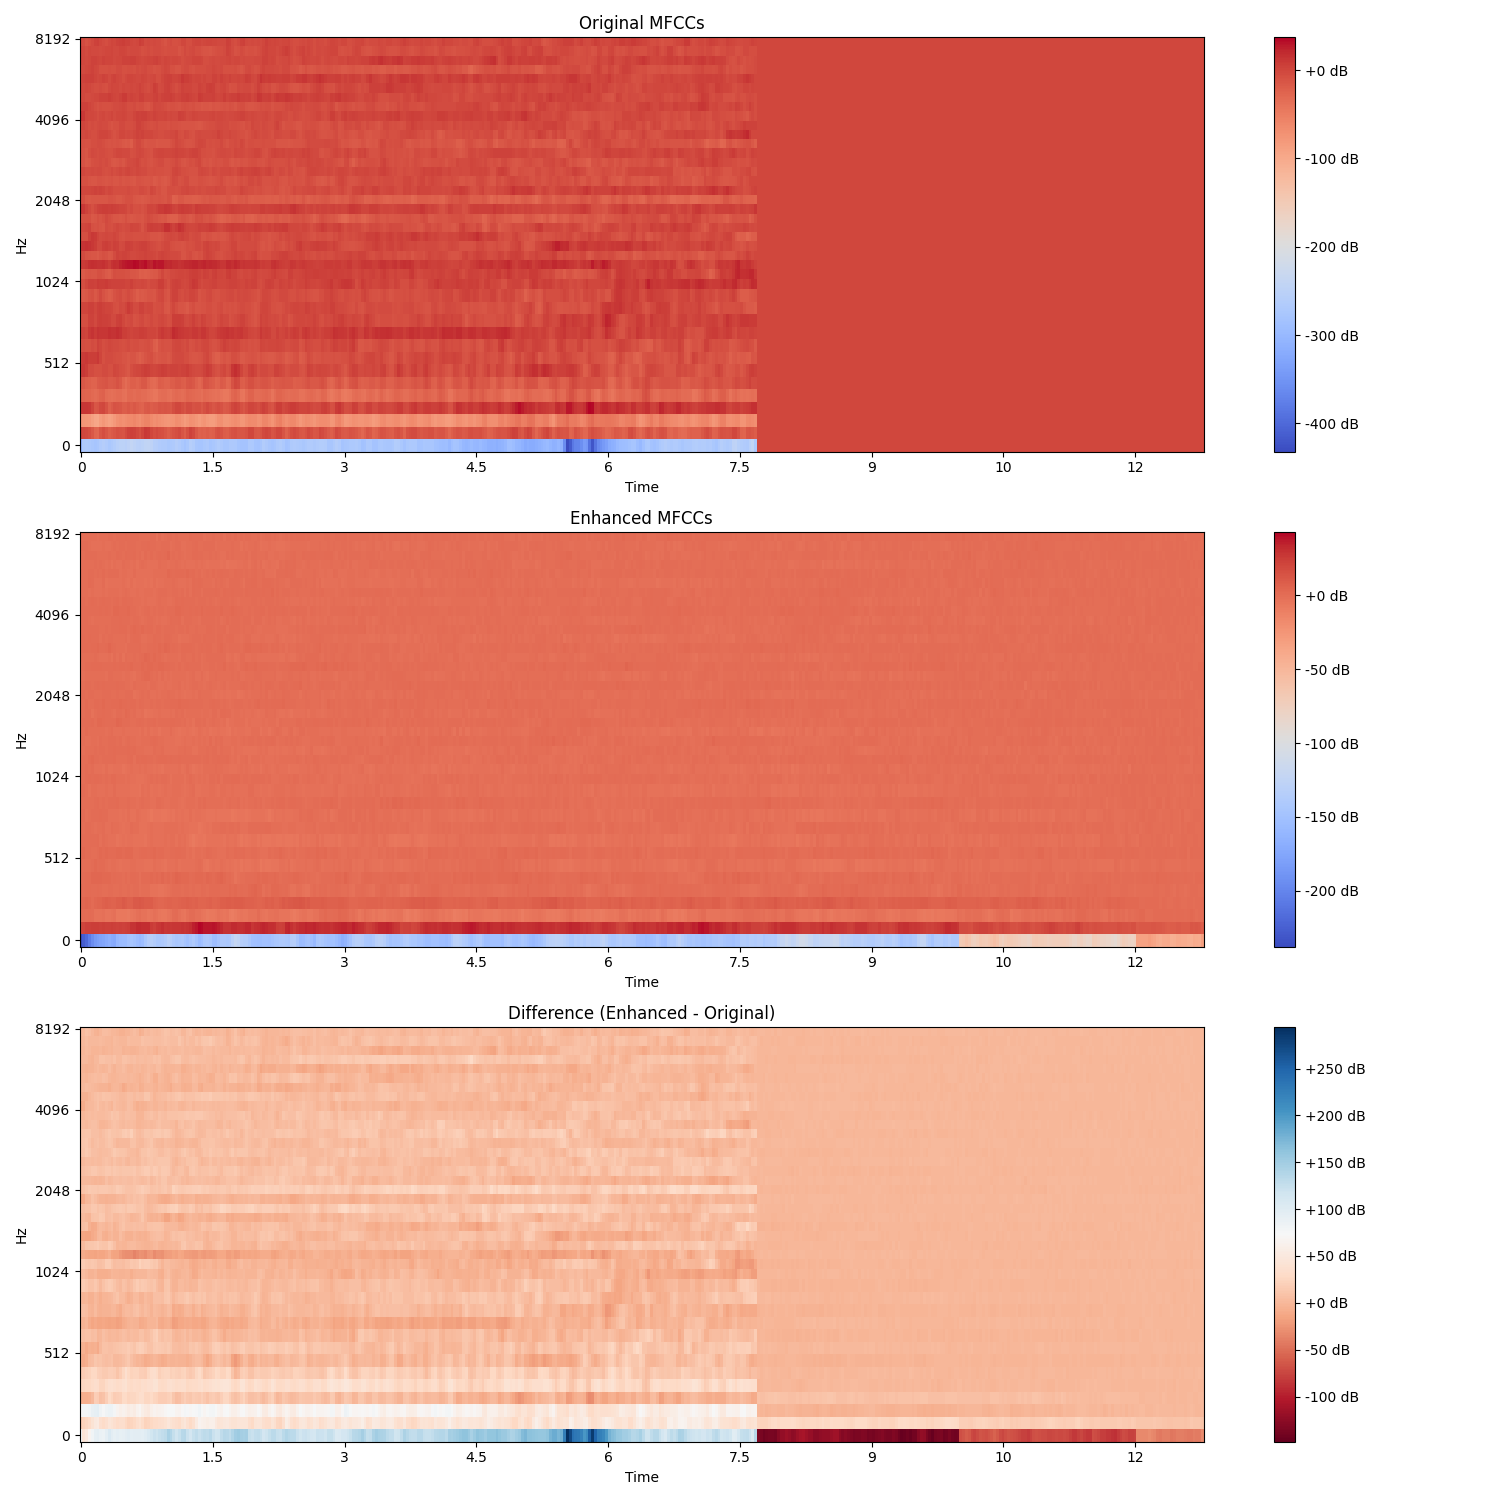 Original MFCCs
8192
4096
2048
1024
512
0
Hz
0 1.5 3 4.5 6 7.5 9 10 12
Time
+0 dB
-100 dB
-200 dB
-300 dB
-400 dB
Enhanced MFCCs
8192
4096
2048
1024
512
0
Hz
0 1.5 3 4.5 6 7.5 9 10 12
Time
+0 dB
-50 dB
-100 dB
-150 dB
-200 dB
Difference (Enhanced - Original)
8192
4096
2048
1024
512
0
Hz
0 1.5 3 4.5 6 7.5 9 10 12
Time
+250 dB
+200 dB
+150 dB
+100 dB
+50 dB
+0 dB
-50 dB
-100 dB